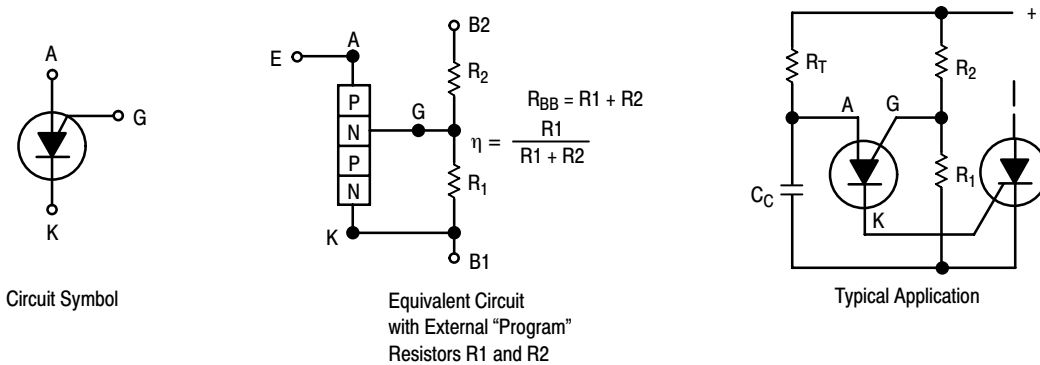 A
G
K
Circuit Symbol
B2
E
A
R2
P
N
P
N
G
RBB = R1 + R2
η = R1
R1 + R2
R1
K
B1
Equivalent Circuit
with External “Program”
Resistors R1 and R2
+
RT
R2
A
G
CC
R1
K
Typical Application